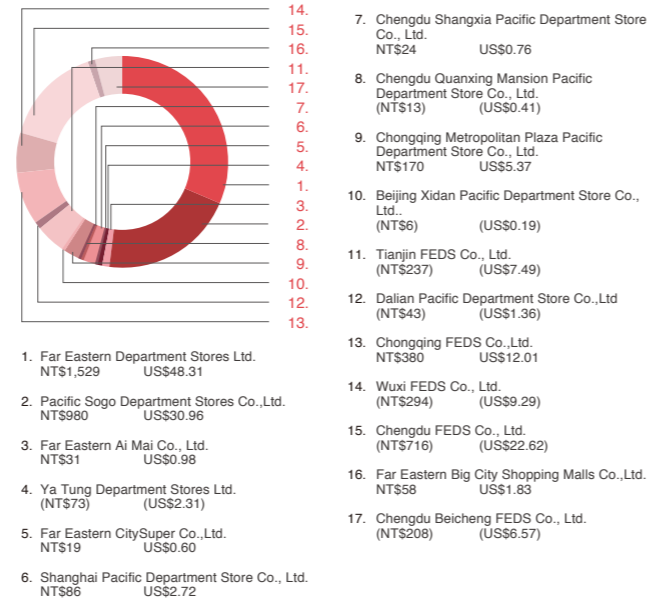 14.
15.
16.
11.
17.
7.
6.
5.
4.
1.
3.
2.
8.
9.
10.
12.
13.
1. Far Eastern Department Stores Ltd.
NT$1,529 US$48.31
2. Pacific Sogo Department Stores Co.,Ltd.
NT$980 US$30.96
3. Far Eastern Ai Mai Co., Ltd.
NT$31 US$0.98
4. Ya Tung Department Stores Ltd.
(NT$73) (US$2.31)
5. Far Eastern CitySuper Co.,Ltd.
NT$19 US$0.60
6. Shanghai Pacific Department Store Co., Ltd.
NT$86 US$2.72
7. Chengdu Shangxia Pacific Department Store
Co., Ltd.
NT$24 US$0.76
8. Chengdu Quanxing Mansion Pacific
Department Store Co., Ltd.
(NT$13) (US$0.41)
9. Chongqing Metropolitan Plaza Pacific
Department Store Co., Ltd.
NT$170 US$5.37
10. Beijing Xidan Pacific Department Store Co.,
Ltd..
(NT$6) (US$0.19)
11. Tianjin FEDS Co., Ltd.
(NT$237) (US$7.49)
12. Dalian Pacific Department Store Co.,Ltd
(NT$43) (US$1.36)
13. Chongqing FEDS Co.,Ltd.
NT$380 US$12.01
14. Wuxi FEDS Co., Ltd.
(NT$294) (US$9.29)
15. Chengdu FEDS Co., Ltd.
(NT$716) (US$22.62)
16. Far Eastern Big City Shopping Malls Co.,Ltd.
NT$58 US$1.83
17. Chengdu Beicheng FEDS Co., Ltd.
(NT$208) (US$6.57)